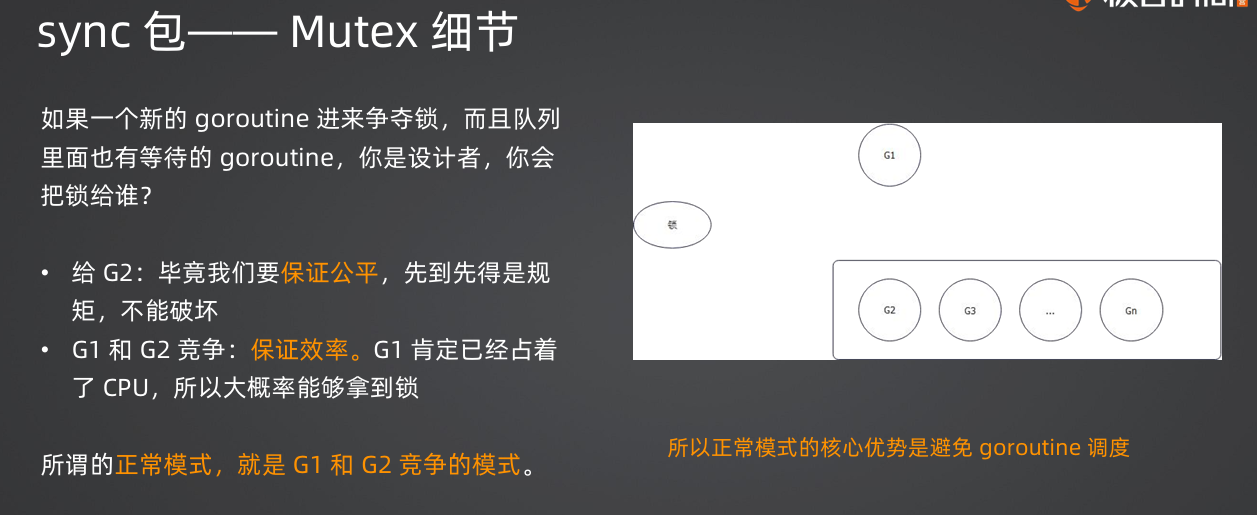 sync 包—— Mutex 细节
如果一个新的 goroutine 进来争夺锁，而且队列
里面也有等待的 goroutine，你是设计者，你会
把锁给谁？
• 给 G2：毕竟我们要保证公平，先到先得是规
矩，不能破坏
• G1 和 G2 竞争：保证效率。G1 肯定已经占着
了 CPU，所以大概率能够拿到锁
所谓的正常模式，就是 G1 和 G2 竞争的模式。
G1
锁
G2 G3 ... Gn
所以正常模式的核心优势是避免 goroutine 调度